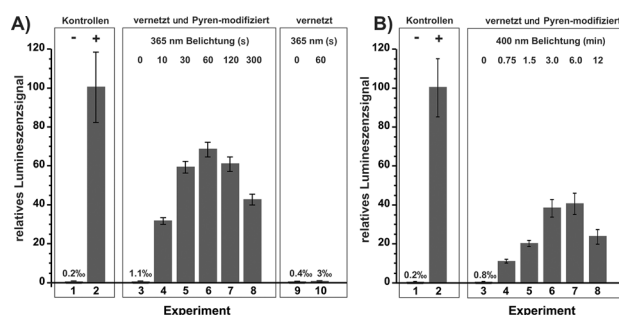 A)
Kontrollen
- +
vernetzt und Pyren-modifiziert
365 nm Belichtung (s)
0 10 30 60 120 300
vernetzt
365 nm (s)
0 60
relatives Lumineszenzsignal
120
100
80
60
40
20
0
0.2‰ 1.1‰ 0.4‰ 3‰
1 2 3 4 5 6 7 8 9 10
Experiment
B)
Kontrollen
- +
vernetzt und Pyren-modifiziert
400 nm Belichtung (min)
0 0.75 1.5 3.0 6.0 12
relatives Lumineszenzsignal
120
100
80
60
40
20
0
0.2‰ 0.8‰
1 2 3 4 5 6 7 8
Experiment